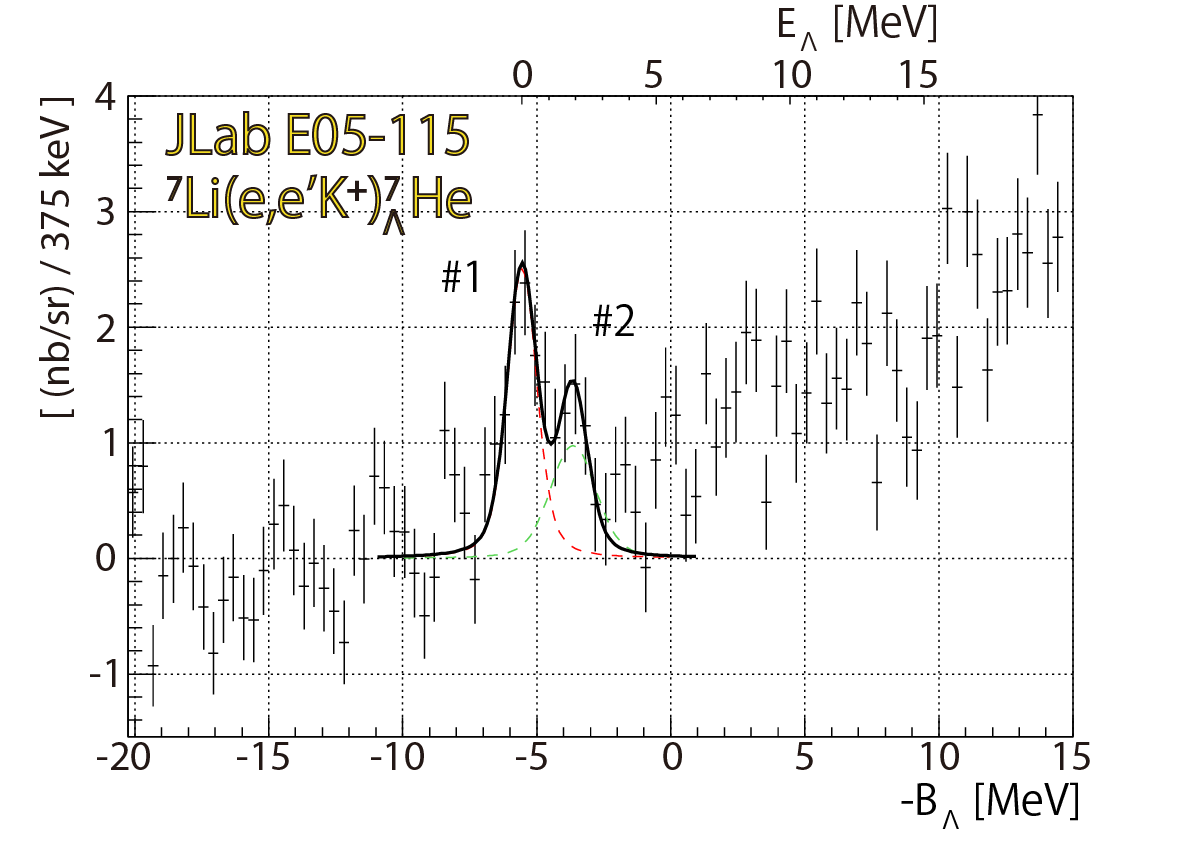 E_Λ [MeV]
0 5 10 15
[ (nb/sr) / 375 keV ]
4
3
2
1
0
-1
JLab E05-115
⁷Li(e,e′K⁺)⁷_ΛHe
#1
#2
-20 -15 -10 -5 0 5 10 15
-B_Λ [MeV]